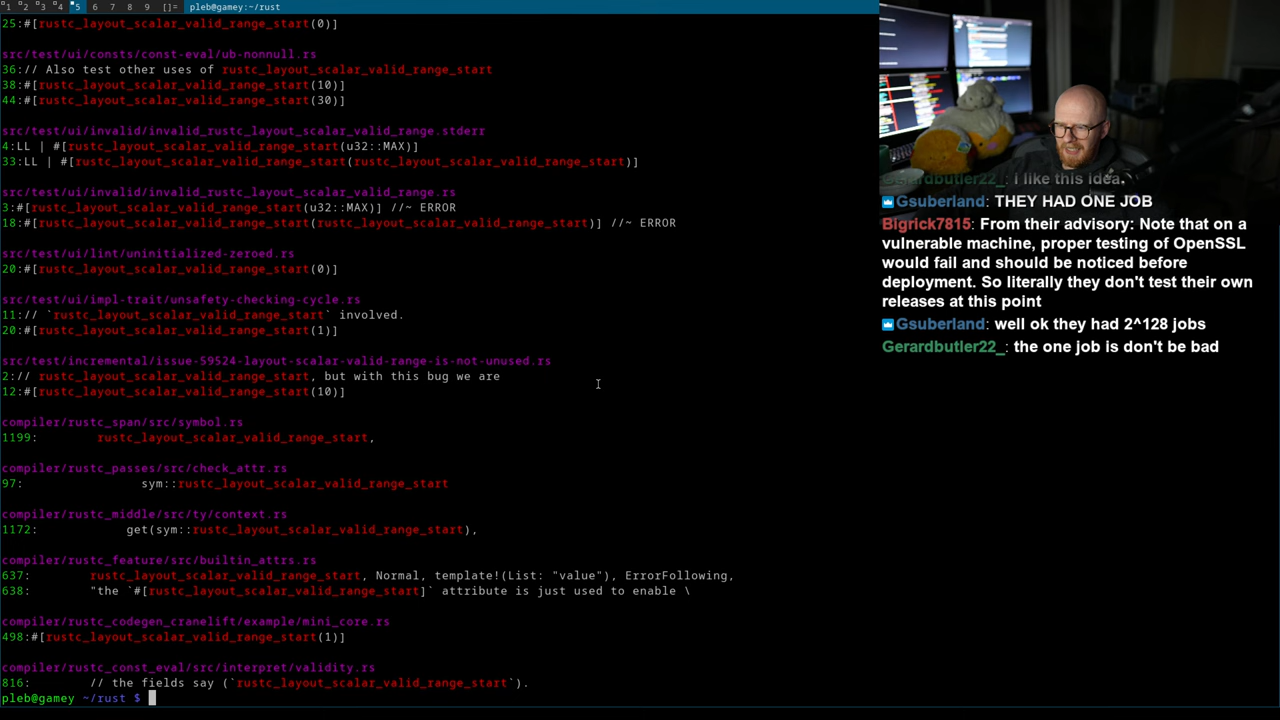 1 2 3 4 5 6 7 8 9 []= pleb@gamey:~/rust
25:#[rustc_layout_scalar_valid_range_start(0)]
src/test/ui/consts/const-eval/ub-nonnull.rs
36:// Also test other uses of rustc_layout_scalar_valid_range_start
38:#[rustc_layout_scalar_valid_range_start(10)]
44:#[rustc_layout_scalar_valid_range_start(30)]
src/test/ui/invalid/invalid_rustc_layout_scalar_valid_range.stderr
4:LL | #[rustc_layout_scalar_valid_range_start(u32::MAX)]
33:LL | #[rustc_layout_scalar_valid_range_start(rustc_layout_scalar_valid_range_start)]
src/test/ui/invalid/invalid_rustc_layout_scalar_valid_range.rs
3:#[rustc_layout_scalar_valid_range_start(u32::MAX)] //~ ERROR
18:#[rustc_layout_scalar_valid_range_start(rustc_layout_scalar_valid_range_start)] //~ ERROR
src/test/ui/lint/uninitialized-zeroed.rs
20:#[rustc_layout_scalar_valid_range_start(0)]
src/test/ui/impl-trait/unsafety-checking-cycle.rs
11:// `rustc_layout_scalar_valid_range_start` involved.
20:#[rustc_layout_scalar_valid_range_start(1)]
src/test/incremental/issue-59524-layout-scalar-valid-range-is-not-unused.rs
2:// rustc_layout_scalar_valid_range_start, but with this bug we are
12:#[rustc_layout_scalar_valid_range_start(10)]
compiler/rustc_span/src/symbol.rs
1199: rustc_layout_scalar_valid_range_start,
compiler/rustc_passes/src/check_attr.rs
97: sym::rustc_layout_scalar_valid_range_start
compiler/rustc_middle/src/ty/context.rs
1172: get(sym::rustc_layout_scalar_valid_range_start),
compiler/rustc_feature/src/builtin_attrs.rs
637: rustc_layout_scalar_valid_range_start, Normal, template!(List: "value"), ErrorFollowing,
638: "the `#[rustc_layout_scalar_valid_range_start]` attribute is just used to enable \
compiler/rustc_codegen_cranelift/example/mini_core.rs
498:#[rustc_layout_scalar_valid_range_start(1)]
compiler/rustc_const_eval/src/interpret/validity.rs
816: // the fields say (`rustc_layout_scalar_valid_range_start`).
pleb@gamey ~/rust $
Gerardbutler22_: I like this idea.
Gsuberland: THEY HAD ONE JOB
Bigrick7815: From their advisory: Note that on a
vulnerable machine, proper testing of OpenSSL
would fail and should be noticed before
deployment. So literally they don't test their own
releases at this point
Gsuberland: well ok they had 2^128 jobs
Gerardbutler22_: the one job is don't be bad